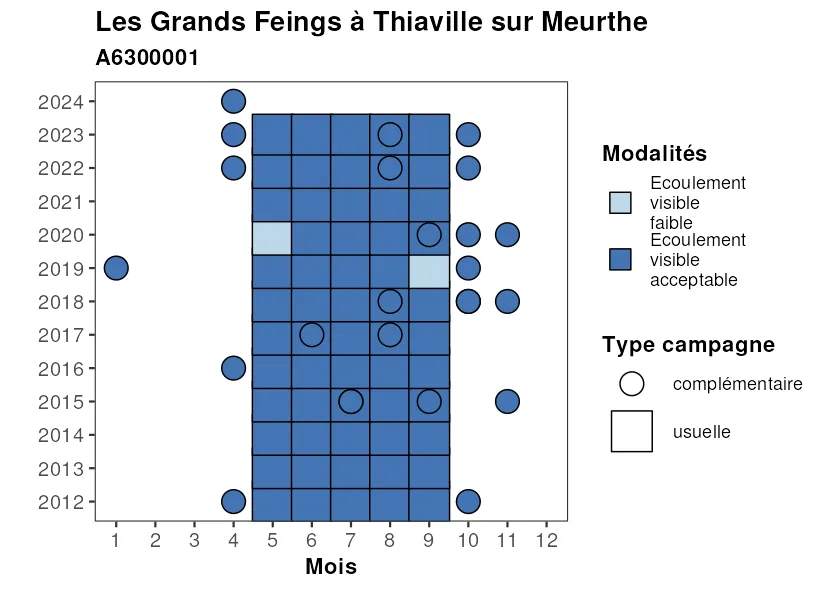 Les Grands Feings à Thiaville sur Meurthe
A6300001
2024
2023
2022
2021
2020
2019
2018
2017
2016
2015
2014
2013
2012
1 2 3 4 5 6 7 8 9 10 11 12
Mois
Modalités
Ecoulement
visible
faible
Ecoulement
visible
acceptable
Type campagne
complémentaire
usuelle